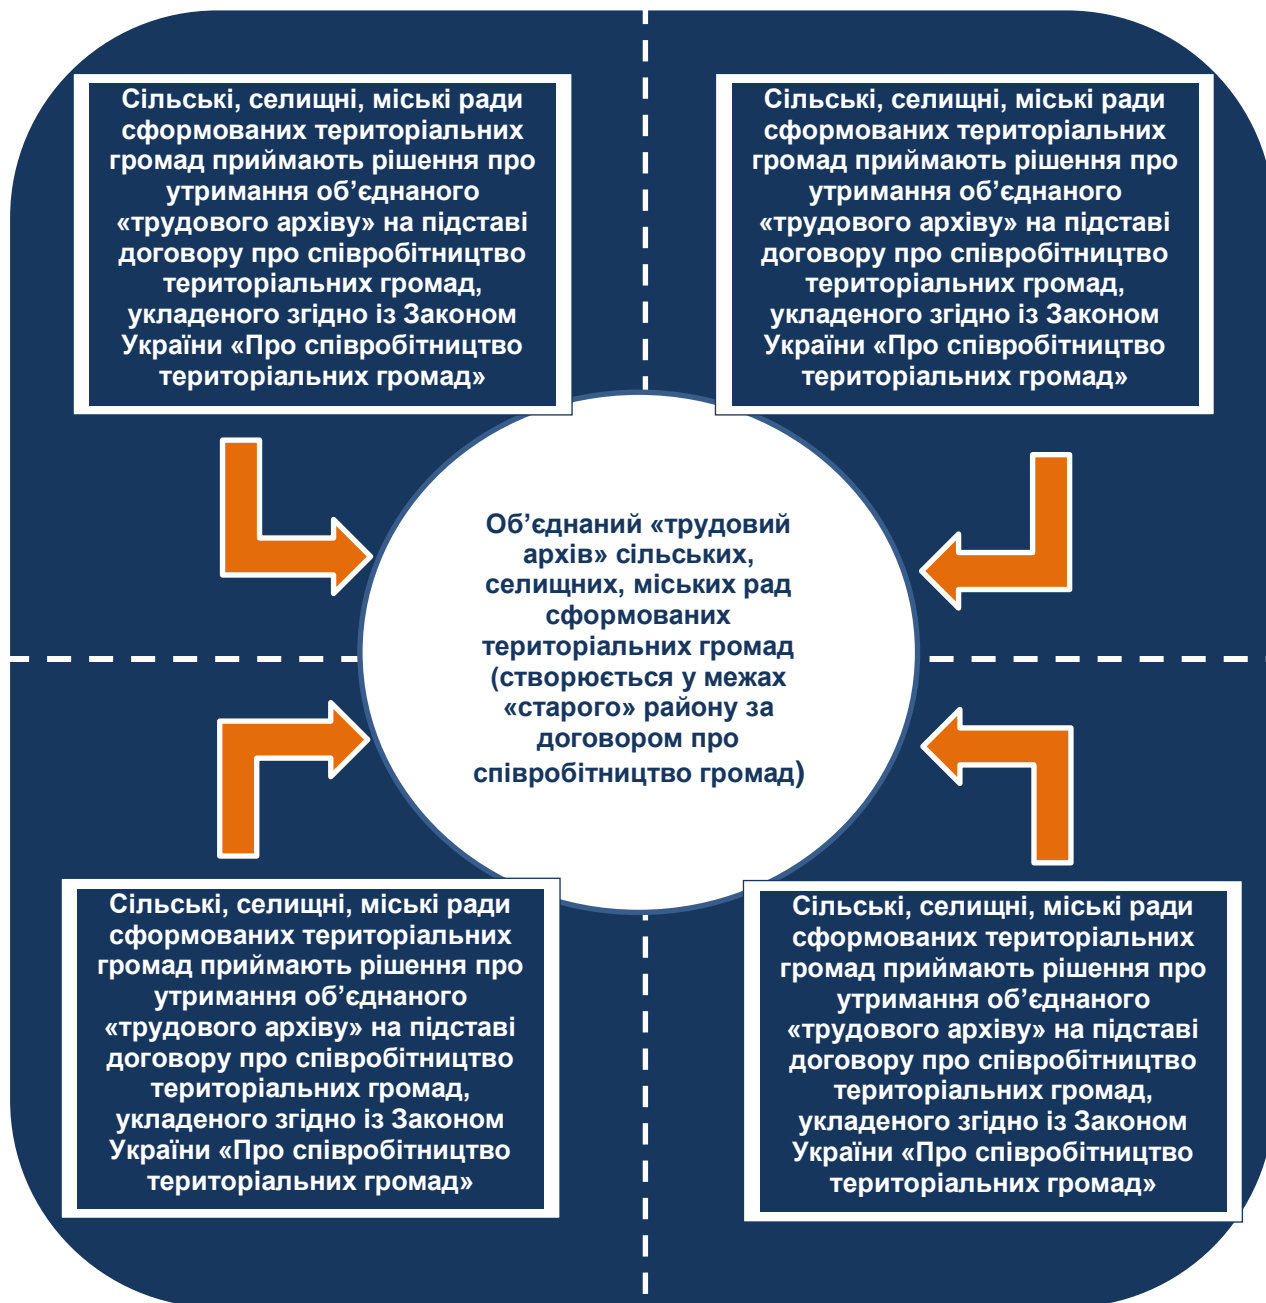 Сільські, селищні, міські ради
сформованих територіальних
громад приймають рішення про
утримання об’єднаного
«трудового архіву» на підставі
договору про співробітництво
територіальних громад,
укладеного згідно із Законом
України «Про співробітництво
територіальних громад»
Сільські, селищні, міські ради
сформованих територіальних
громад приймають рішення про
утримання об’єднаного
«трудового архіву» на підставі
договору про співробітництво
територіальних громад,
укладеного згідно із Законом
України «Про співробітництво
територіальних громад»
Об’єднаний «трудовий
архів» сільських,
селищних, міських рад
сформованих
територіальних громад
(створюється у межах
«старого» району за
договором про
співробітництво громад)
Сільські, селищні, міські ради
сформованих територіальних
громад приймають рішення про
утримання об’єднаного
«трудового архіву» на підставі
договору про співробітництво
територіальних громад,
укладеного згідно із Законом
України «Про співробітництво
територіальних громад»
Сільські, селищні, міські ради
сформованих територіальних
громад приймають рішення про
утримання об’єднаного
«трудового архіву» на підставі
договору про співробітництво
територіальних громад,
укладеного згідно із Законом
України «Про співробітництво
територіальних громад»